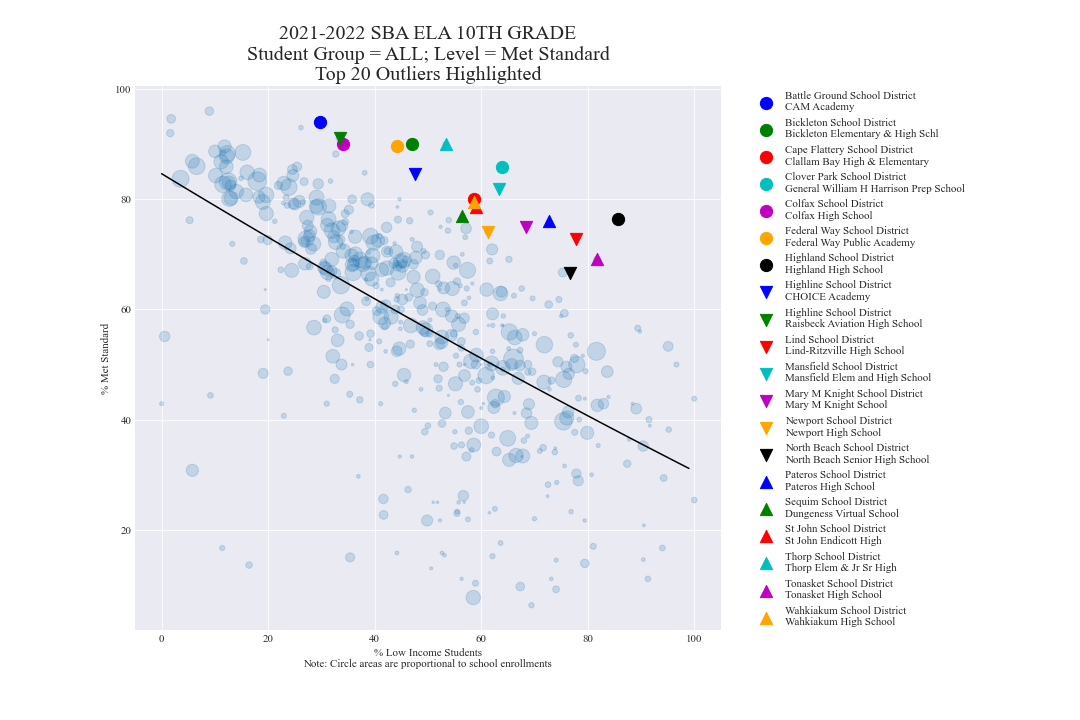 2021-2022 SBA ELA 10TH GRADE
Student Group = ALL; Level = Met Standard
Top 20 Outliers Highlighted
100
80
60
40
20
% Met Standard
0
20
40
60
80
100
% Low Income Students
Note: Circle areas are proportional to school enrollments
Battle Ground School District
CAM Academy
Bickleton School District
Bickleton Elementary & High Schl
Cape Flattery School District
Clallam Bay High & Elementary
Clover Park School District
General William H Harrison Prep School
Colfax School District
Colfax High School
Federal Way School District
Federal Way Public Academy
Highland School District
Highland High School
Highline School District
CHOICE Academy
Highline School District
Raisbeck Aviation High School
Lind School District
Lind-Ritzville High School
Mansfield School District
Mansfield Elem and High School
Mary M Knight School District
Mary M Knight School
Newport School District
Newport High School
North Beach School District
North Beach Senior High School
Pateros School District
Pateros High School
Sequim School District
Dungeness Virtual School
St John School District
St John Endicott High
Thorp School District
Thorp Elem & Jr Sr High
Tonasket School District
Tonasket High School
Wahkiakum School District
Wahkiakum High School